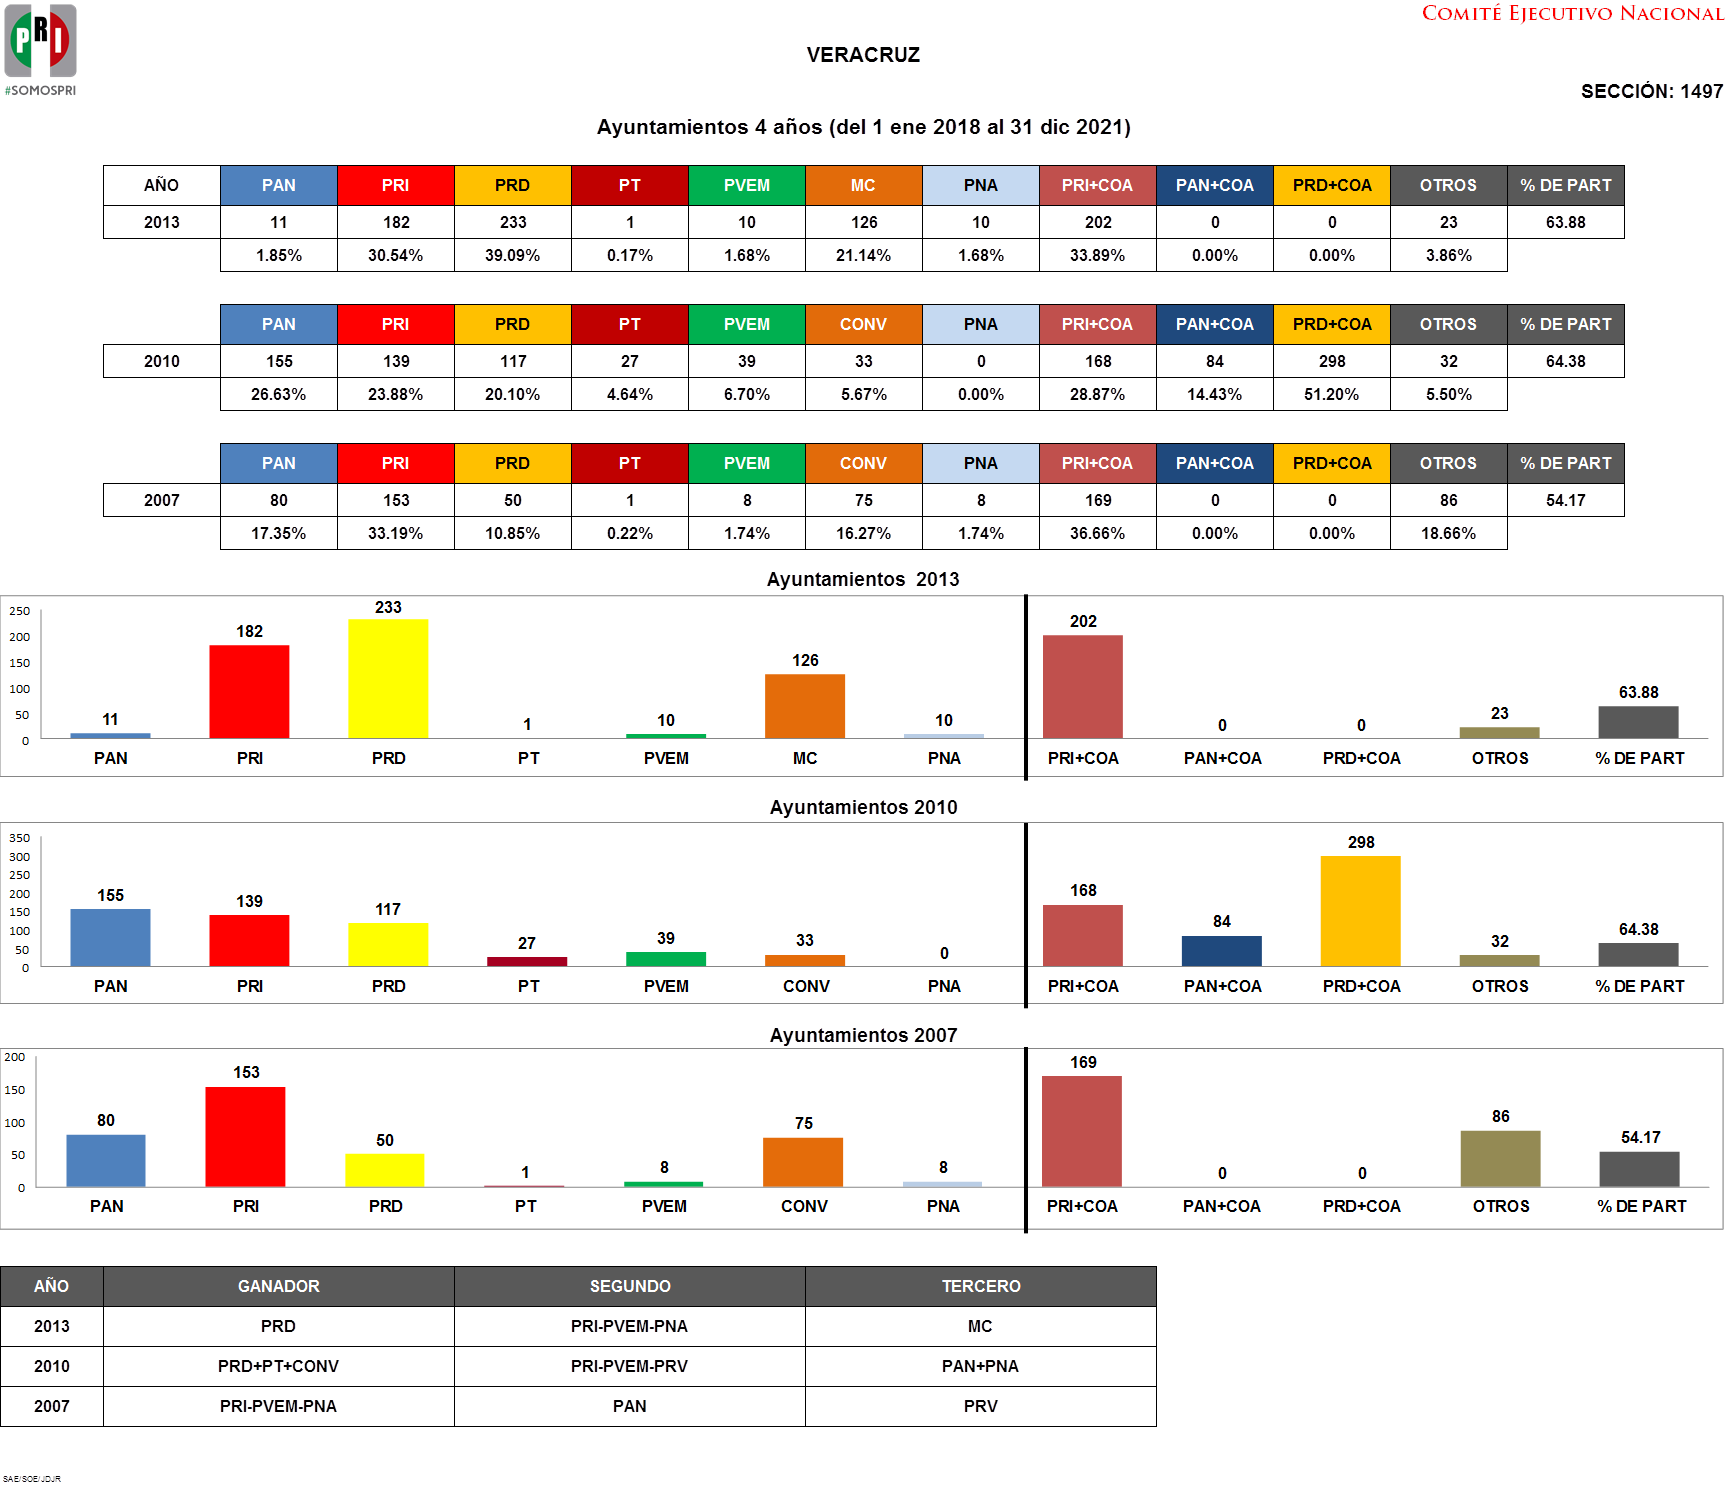 COMITÉ EJECUTIVO NACIONAL
PRI
#SOMOSPRI
VERACRUZ
SECCIÓN: 1497
Ayuntamientos 4 años (del 1 ene 2018 al 31 dic 2021)
AÑO PAN PRI PRD PT PVEM MC PNA PRI+COA PAN+COA PRD+COA OTROS % DE PART
2013 11 182 233 1 10 126 10 202 0 0 23 63.88
1.85% 30.54% 39.09% 0.17% 1.68% 21.14% 1.68% 33.89% 0.00% 0.00% 3.86%
PAN PRI PRD PT PVEM CONV PNA PRI+COA PAN+COA PRD+COA OTROS % DE PART
2010 155 139 117 27 39 33 0 168 84 298 32 64.38
26.63% 23.88% 20.10% 4.64% 6.70% 5.67% 0.00% 28.87% 14.43% 51.20% 5.50%
PAN PRI PRD PT PVEM CONV PNA PRI+COA PAN+COA PRD+COA OTROS % DE PART
2007 80 153 50 1 8 75 8 169 0 0 86 54.17
17.35% 33.19% 10.85% 0.22% 1.74% 16.27% 1.74% 36.66% 0.00% 0.00% 18.66%
Ayuntamientos 2013
250
200
150
100
50
0
11 182 233 1 10 126 10 202 0 0 23 63.88
PAN PRI PRD PT PVEM MC PNA PRI+COA PAN+COA PRD+COA OTROS % DE PART
Ayuntamientos 2010
350
300
250
200
150
100
50
0
155 139 117 27 39 33 0 168 84 298 32 64.38
PAN PRI PRD PT PVEM CONV PNA PRI+COA PAN+COA PRD+COA OTROS % DE PART
Ayuntamientos 2007
200
150
100
50
0
80 153 50 1 8 75 8 169 0 0 86 54.17
PAN PRI PRD PT PVEM CONV PNA PRI+COA PAN+COA PRD+COA OTROS % DE PART
AÑO GANADOR SEGUNDO TERCERO
2013 PRD PRI-PVEM-PNA MC
2010 PRD+PT+CONV PRI-PVEM-PRV PAN+PNA
2007 PRI-PVEM-PNA PAN PRV
SAE/SOE/JDJR